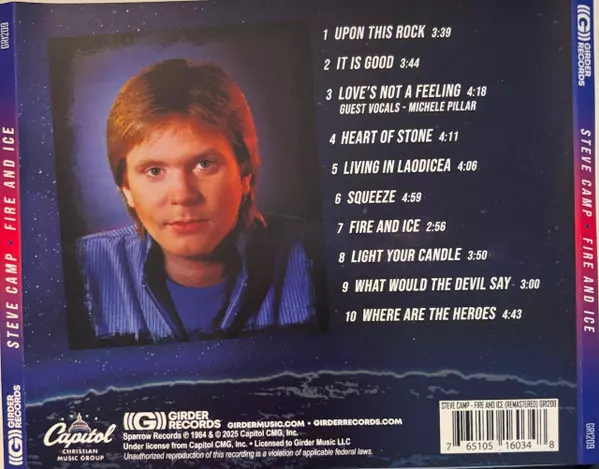 1 UPON THIS ROCK 3:39
2 IT IS GOOD 3:44
3 LOVE'S NOT A FEELING 4:18
GUEST VOCALS - MICHELE PILLAR
4 HEART OF STONE 4:11
5 LIVING IN LAODICEA 4:06
6 SQUEEZE 4:59
7 FIRE AND ICE 2:56
8 LIGHT YOUR CANDLE 3:50
9 WHAT WOULD THE DEVIL SAY 3:00
10 WHERE ARE THE HEROES 4:43
GR1209
STEVE CAMP • FIRE AND ICE
GIRDER RECORDS
GIRDER RECORDS
STEVE CAMP • FIRE AND ICE
GR1209
Capitol
CHRISTIAN
MUSIC GROUP
(((G))) GIRDER
RECORDS GIRDERMUSIC.COM • GIRDERRECORDS.COM
Sparrow Records ℗ 1984 & © 2025 Capitol CMG, Inc.
Under license from Capitol CMG, Inc. • Licensed to Girder Music LLC
Unauthorized reproduction of this recording is a violation of applicable federal laws.
STEVE CAMP - FIRE AND ICE (REMASTERED) GR1209
7 65105 16034 8